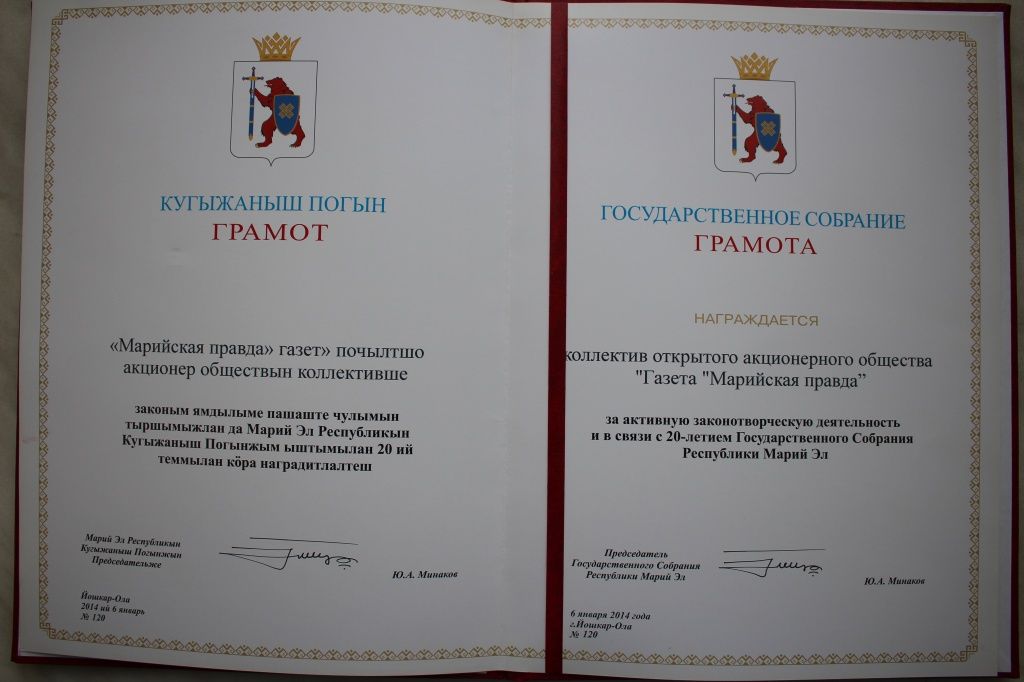 КУГЫЖАНЫШ ПОГЫН
ГРАМОТ
«Марийская правда» газет» почылтшо
акционер обществын коллективше
законым ямдылыме пашаште чулымын
тыршымыжлан да Марий Эл Республикын
Кугыжаныш Погынжым ыштымылан 20 ий
теммылан кӧра наградитлалтеш
Марий Эл Республикын
Кугыжаныш Погынжын
Председательже
Ю.А. Минаков
Йошкар-Ола
2014 ий 6 январь
№ 120
ГОСУДАРСТВЕННОЕ СОБРАНИЕ
ГРАМОТА
НАГРАЖДАЕТСЯ
коллектив открытого акционерного общества
"Газета "Марийская правда”
за активную законотворческую деятельность
и в связи с 20-летием Государственного Собрания
Республики Марий Эл
Председатель
Государственного Собрания
Республики Марий Эл
Ю.А. Минаков
6 января 2014 года
г.Йошкар-Ола
№ 120